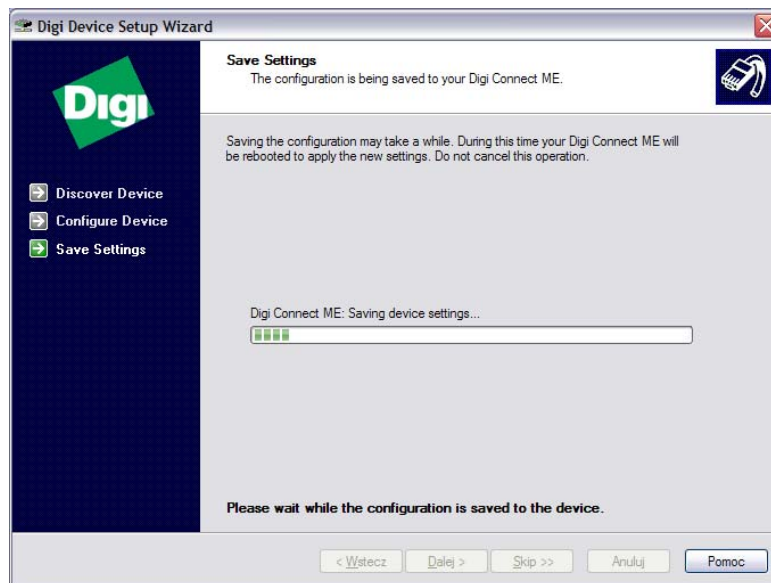 Digi Device Setup Wizard
Save Settings
The configuration is being saved to your Digi Connect ME.
Digi
Discover Device
Configure Device
Save Settings
Saving the configuration may take a while. During this time your Digi Connect ME will
be rebooted to apply the new settings. Do not cancel this operation.
Digi Connect ME: Saving device settings...
Please wait while the configuration is saved to the device.
< Wstecz
Dalej >
Skip >>
Anuluj
Pomoc